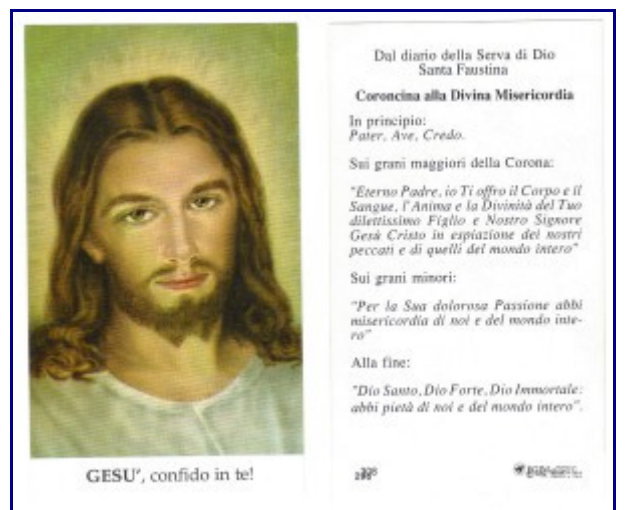 GESU', confido in te!
Dal diario della Serva di Dio
Santa Faustina
Coroncina alla Divina Misericordia
In principio:
Pater, Ave, Credo.
Sui grani maggiori della Corona:
"Eterno Padre, io Ti offro il Corpo e il
Sangue, l'Anima e la Divinità del Tuo
dilettissimo Figlio e Nostro Signore
Gesù Cristo in espiazione dei nostri
peccati e di quelli del mondo intero"
Sui grani minori:
"Per la Sua dolorosa Passione abbi
misericordia di noi e del mondo inte-
ro"
Alla fine:
"Dio Santo, Dio Forte, Dio Immortale:
abbi pietà di noi e del mondo intero".